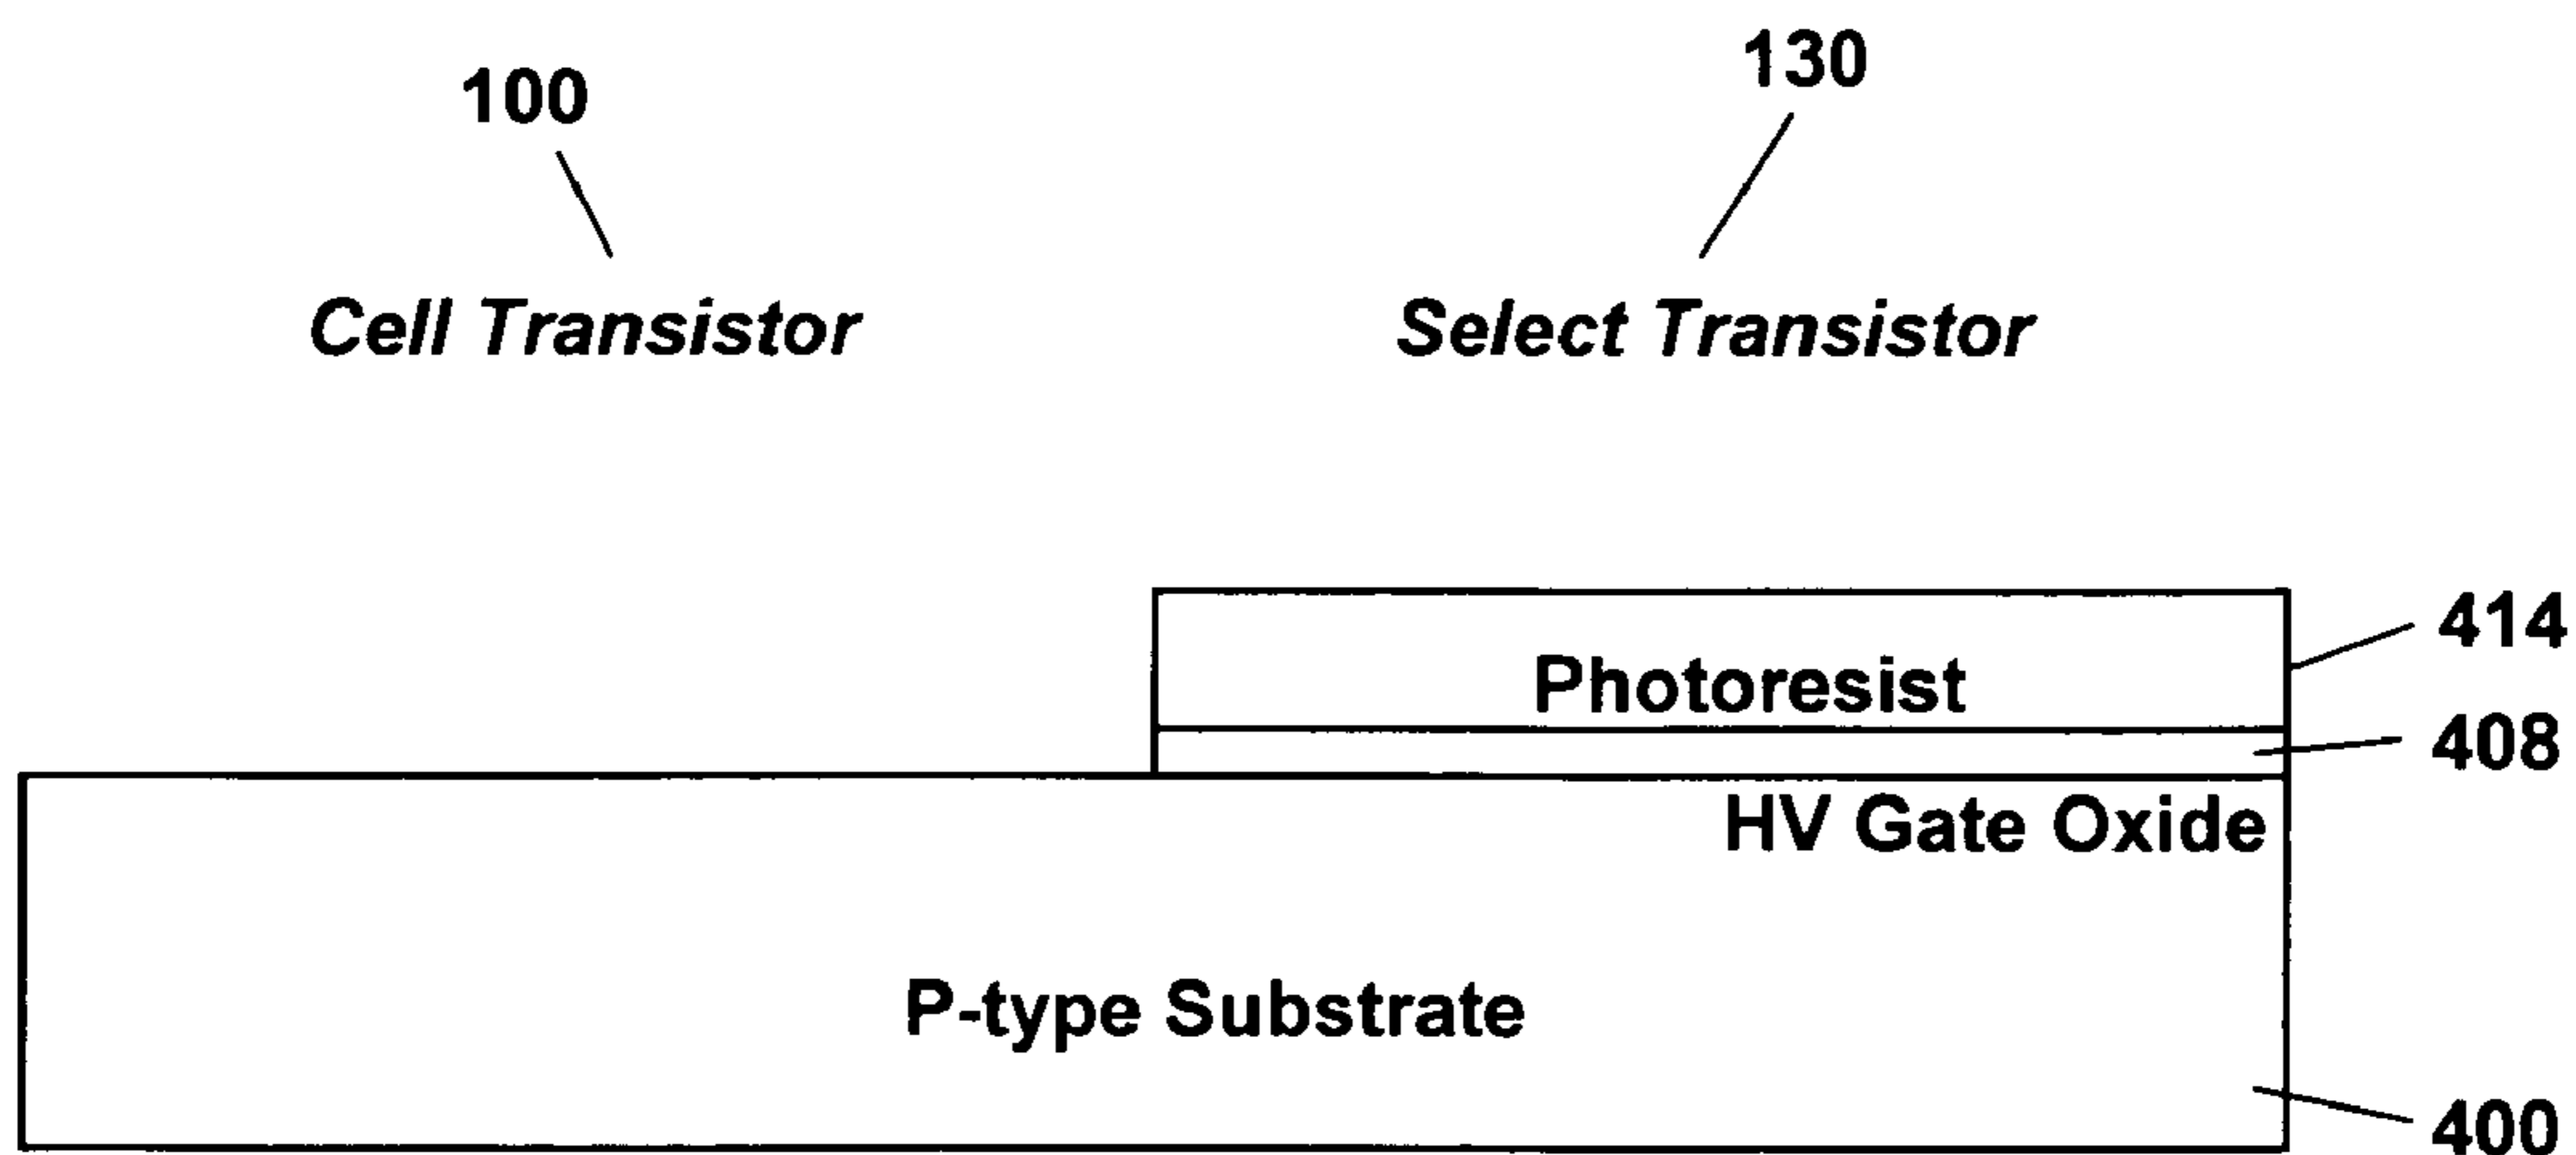 100
130
Cell Transistor
Select Transistor
414
Photoresist
408
HV Gate Oxide
P-type Substrate
400